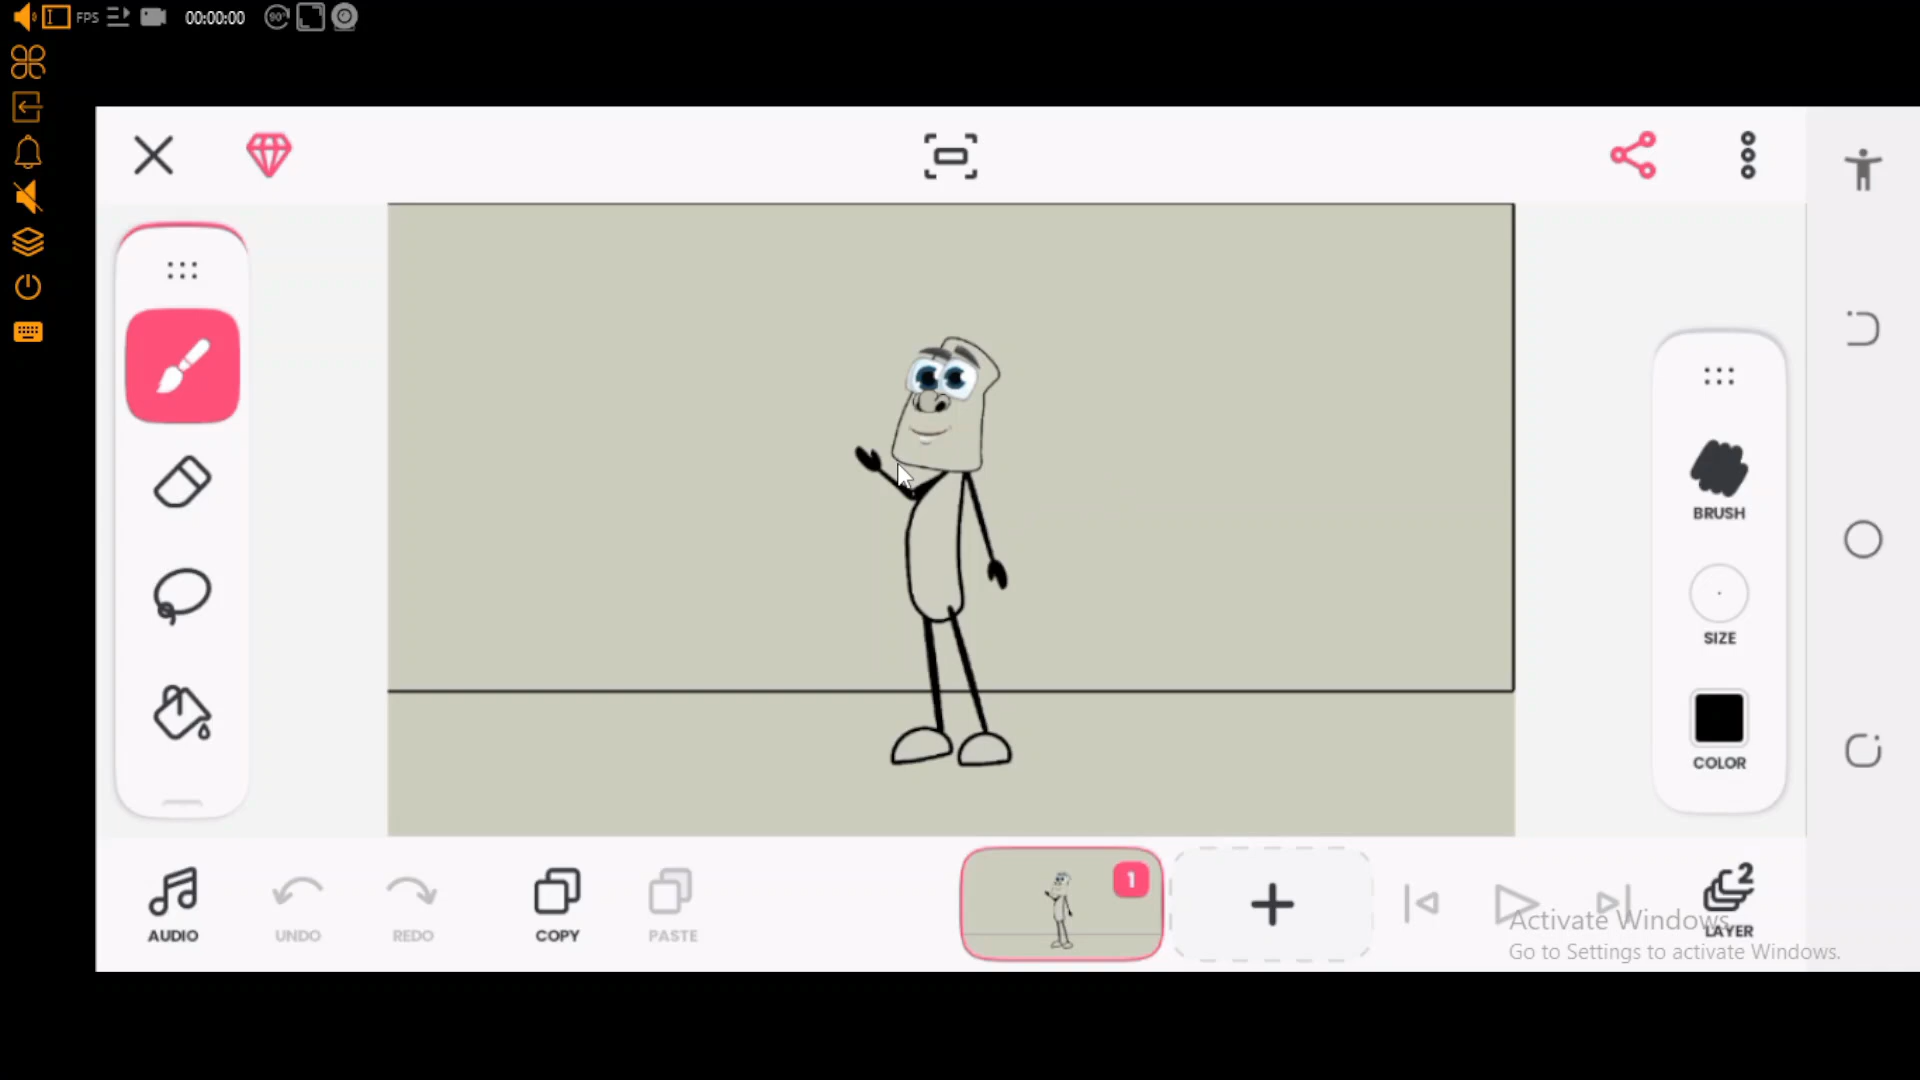 FPS
00:00:00
BRUSH
SIZE
COLOR
1
2
AUDIO
UNDO
REDO
COPY
PASTE
LAYER
Activate Windows
Go to Settings to activate Windows.